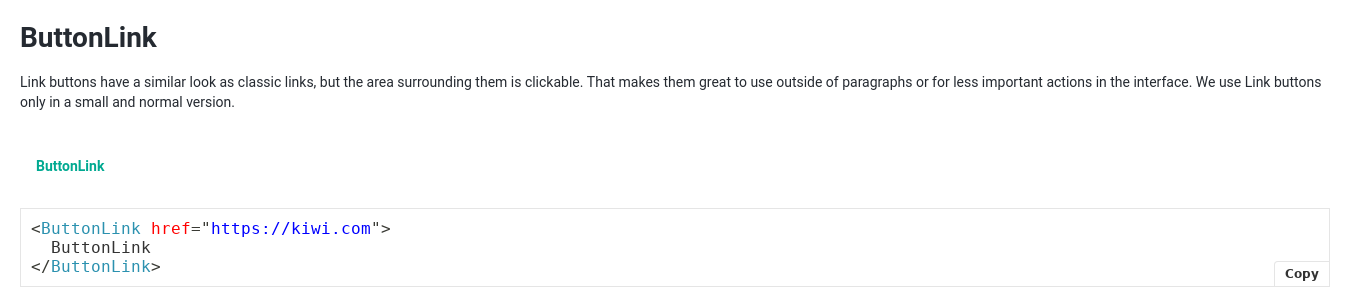 ButtonLink
Link buttons have a similar look as classic links, but the area surrounding them is clickable. That makes them great to use outside of paragraphs or for less important actions in the interface. We use Link buttons
only in a small and normal version.
ButtonLink
<ButtonLink href="https://kiwi.com">
  ButtonLink
</ButtonLink>
Copy